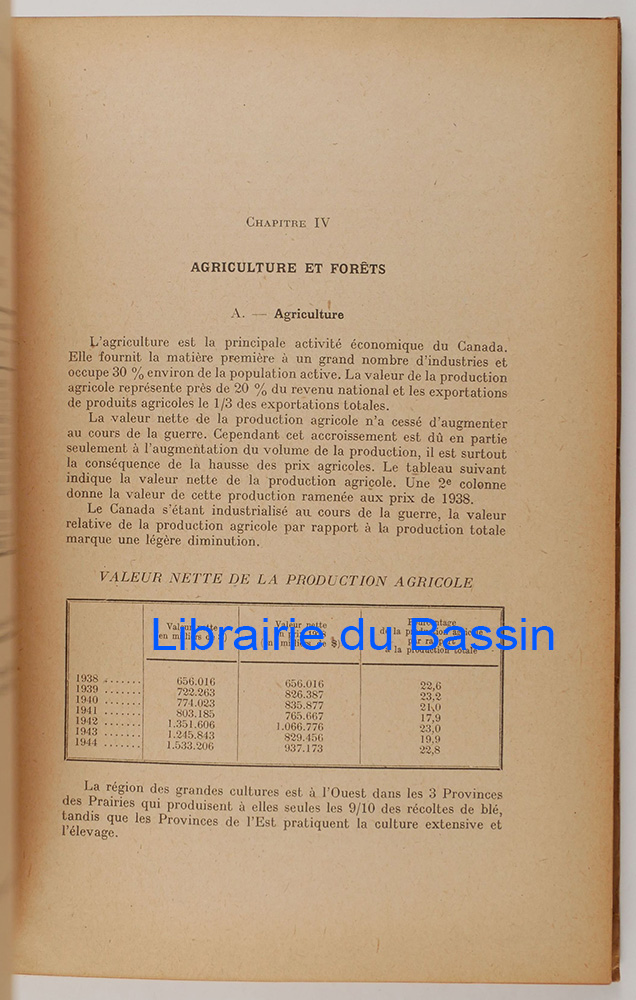 CHAPITRE IV
AGRICULTURE ET FORÊTS
A. — Agriculture
L'agriculture est la principale activité économique du Canada.
Elle fournit la matière première à un grand nombre d'industries et
occupe 30 % environ de la population active. La valeur de la production
agricole représente près de 20 % du revenu national et les exportations
de produits agricoles le 1/3 des exportations totales.
La valeur nette de la production agricole n'a cessé d'augmenter
au cours de la guerre. Cependant cet accroissement est dû en partie
seulement à l'augmentation du volume de la production, il est surtout
la conséquence de la hausse des prix agricoles. Le tableau suivant
indique la valeur nette de la production agricole. Une 2e colonne
donne la valeur de cette production ramenée aux prix de 1938.
Le Canada s'étant industrialisé au cours de la guerre, la valeur
relative de la production agricole par rapport à la production totale
marque une légère diminution.
VALEUR NETTE DE LA PRODUCTION AGRICOLE
Valeur nette Valeur nette Pourcentage
de la production agricole
par rapport
à la production totale
Librairie du Bassin
1938 ....... 656.016 656.016 22,6
1939 ....... 722.263 826.387 23,2
1940 ....... 774.023 835.877 21,0
1941 ....... 803.185 765.667 17,9
1942 ....... 1.351.606 1.066.776 23,0
1943 ....... 1.245.843 829.456 19,9
1944 ....... 1.533.206 937.173 22,8
La région des grandes cultures est à l'Ouest dans les 3 Provinces
des Prairies qui produisent à elles seules les 9/10 des récoltes de blé,
tandis que les Provinces de l'Est pratiquent la culture extensive et
l'élevage.